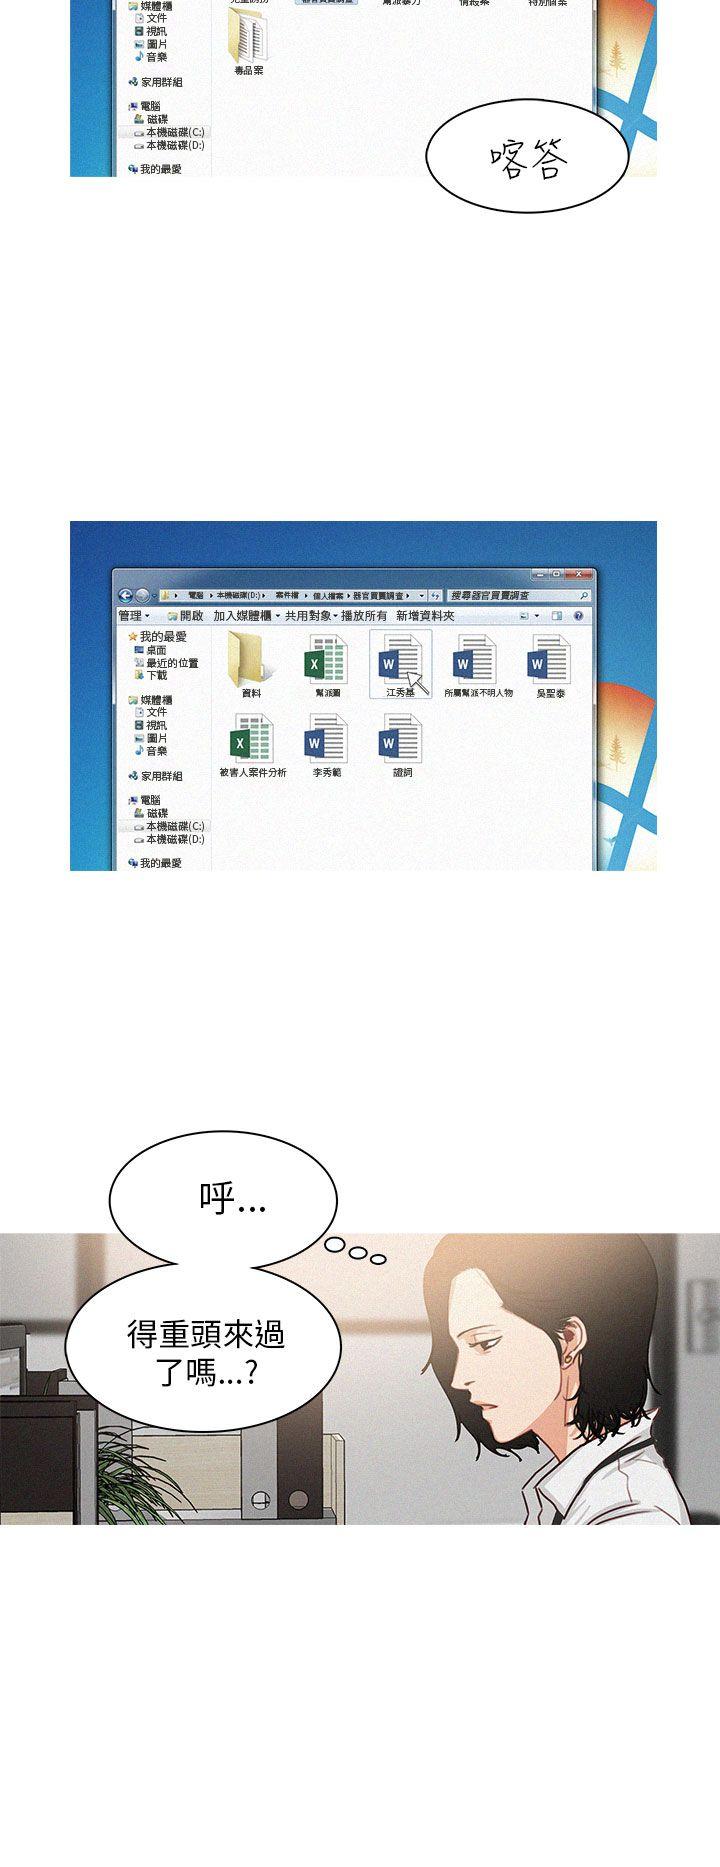 媒體櫃
文件
視訊
圖片
音樂
家用群組
電腦
磁碟
本機磁碟(C:)
本機磁碟(D:)
我的最愛
毒品案
喀答
電腦 本機磁碟(D:) 案件檔 個人檔案 器官買賣調查 搜尋器官買賣調查
管理 開啟 加入媒體櫃 共用對象 播放所有 新增資料夾
我的最愛
桌面
最近的位置
下載
媒體櫃
文件
視訊
圖片
音樂
家用群組
電腦
磁碟
本機磁碟(C:)
本機磁碟(D:)
我的最愛
資料 幫派圖 江秀基 所屬幫派不明人物 吳聖泰
被害人案件分析 李秀範 證詞
呼...
得重頭來過
了嗎...?